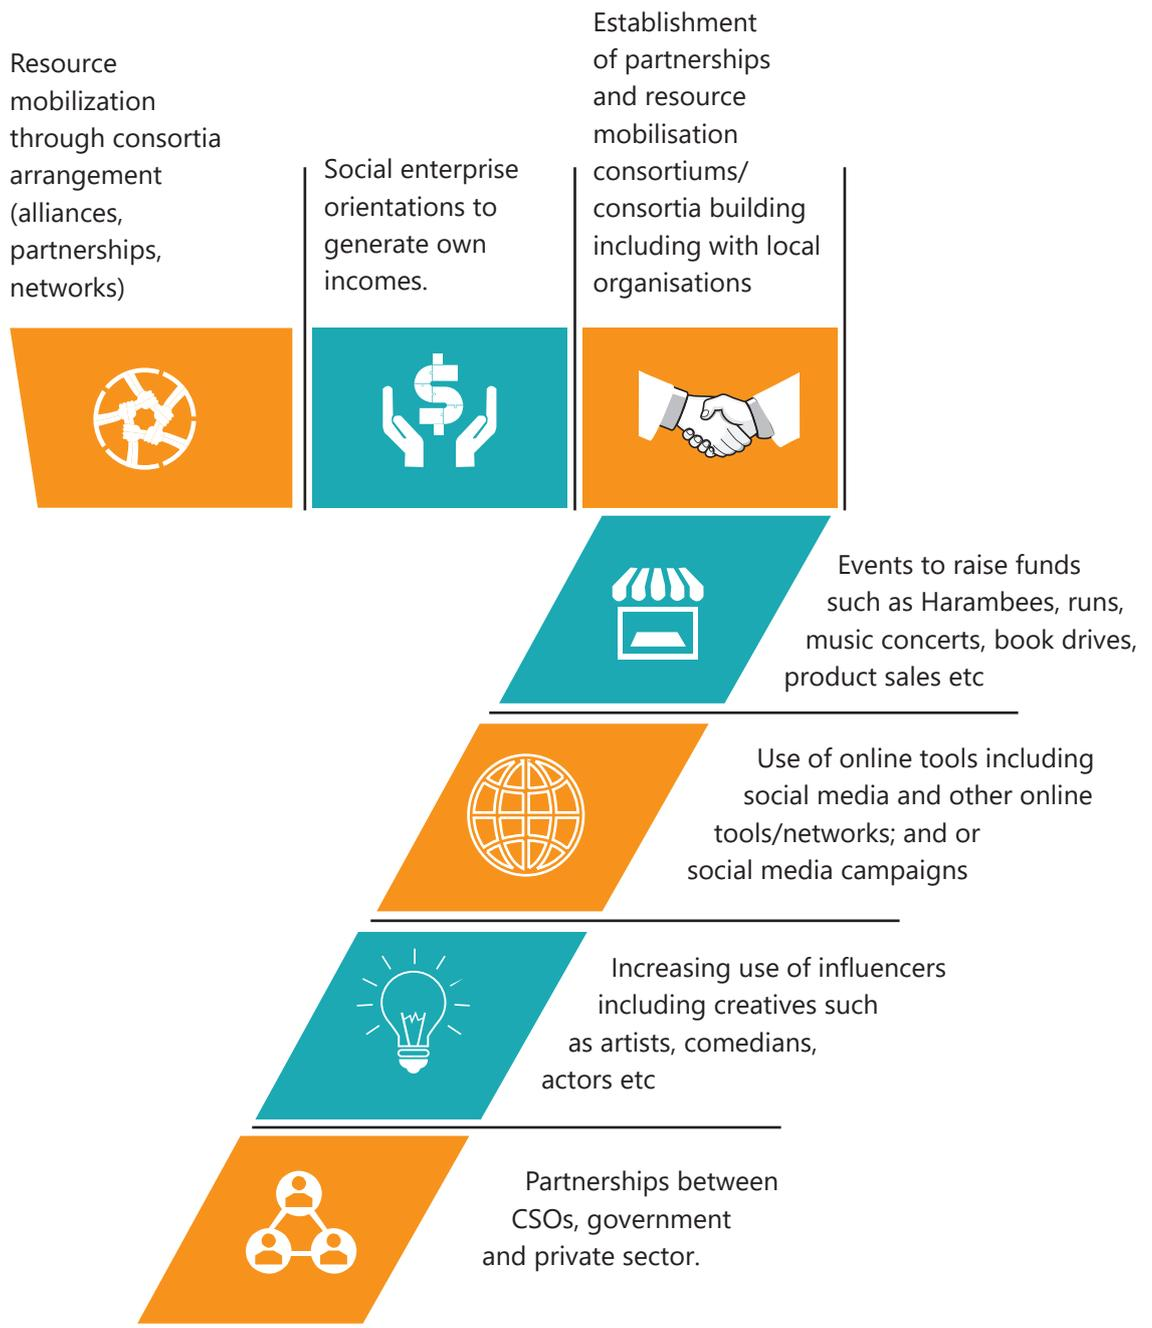 Resource
mobilization
through consortia
arrangement
(alliances,
partnerships,
networks)
Social enterprise
orientations to
generate own
incomes.
Establishment
of partnerships
and resource
mobilisation
consortiums/
consortia building
including with local
organisations
Events to raise funds
such as Harambees, runs,
music concerts, book drives,
product sales etc
Use of online tools including
social media and other online
tools/networks; and or
social media campaigns
Increasing use of influencers
including creatives such
as artists, comedians,
actors etc
Partnerships between
CSOs, government
and private sector.